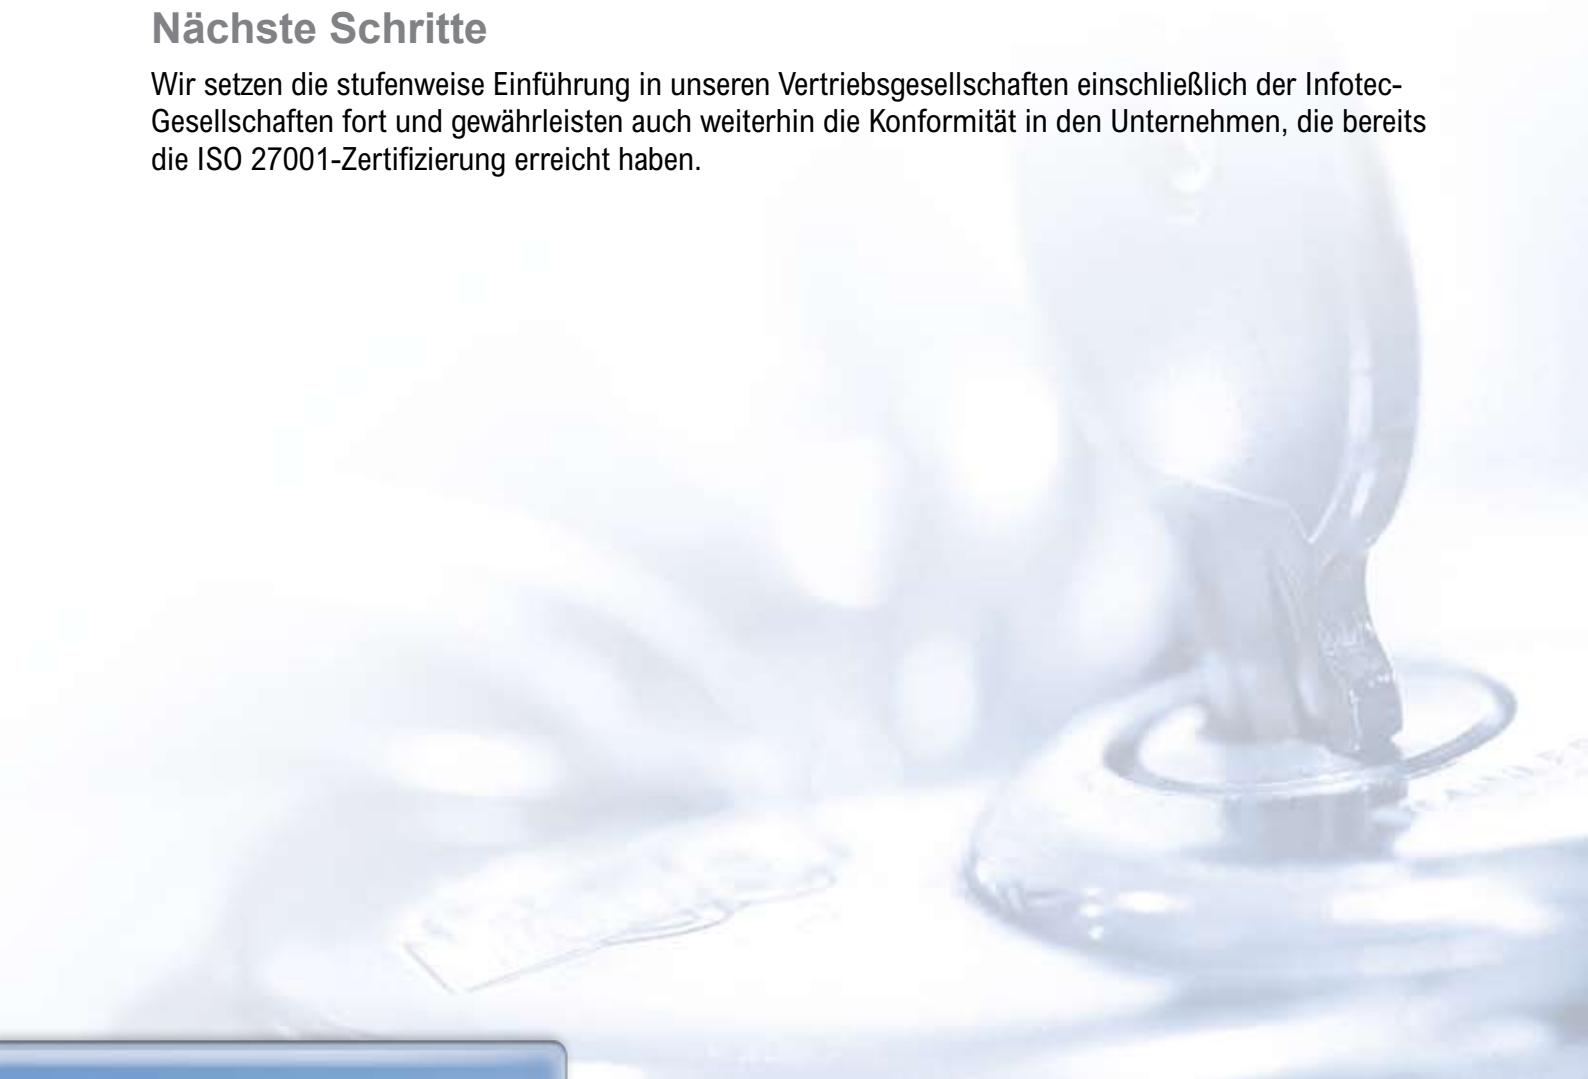 Nächste Schritte
Wir setzen die stufenweise Einführung in unseren Vertriebsgesellschaften einschließlich der Infotec-
Gesellschaften fort und gewährleisten auch weiterhin die Konformität in den Unternehmen, die bereits
die ISO 27001-Zertifizierung erreicht haben.